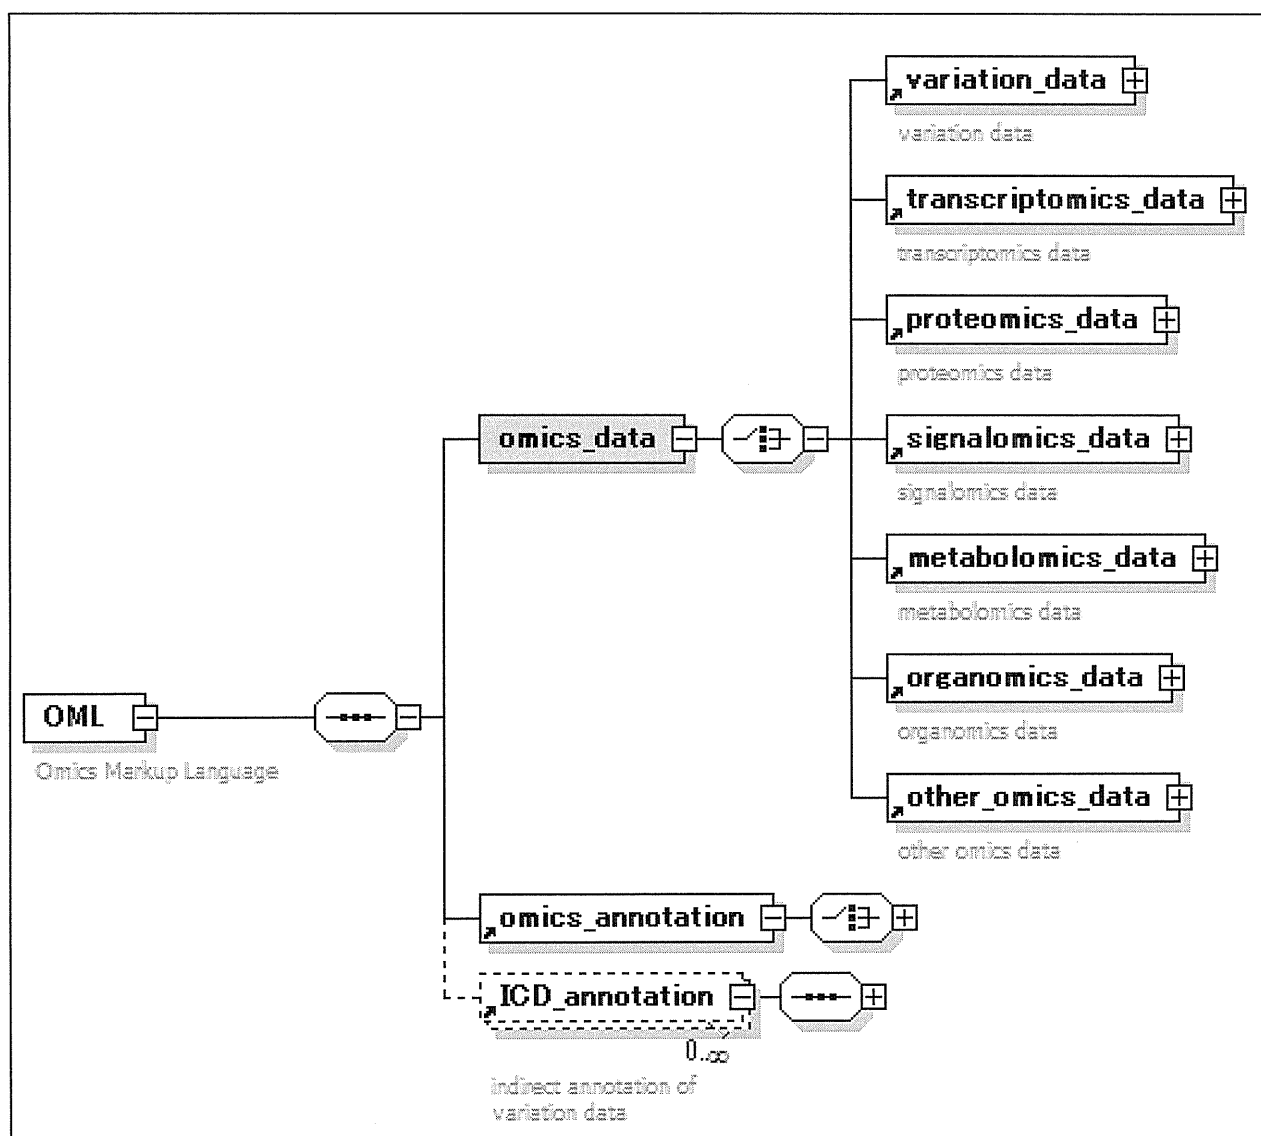 variation_data
variation data
transcriptomics_data
transcriptomics data
proteomics_data
proteomics data
omics_data
signalomics_data
signalomics data
metabolomics_data
metabolomics data
OML
Omics Markup Language
organomics_data
organomics data
other_omics_data
other omics data
omics_annotation
ICD_annotation
0..∞
indirect annotation of
variation data